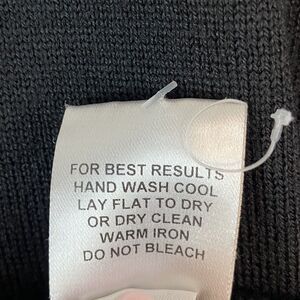 FOR BEST RESULTS
HAND WASH COOL
LAY FLAT TO DRY
OR DRY CLEAN
WARM IRON
DO NOT BLEACH